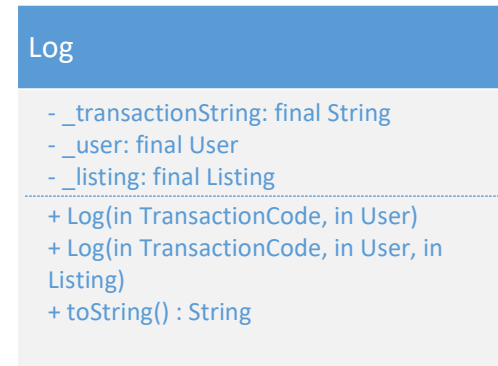 Log
- _transactionString: final String
- _user: final User
- _listing: final Listing
+ Log(in TransactionCode, in User)
+ Log(in TransactionCode, in User, in
Listing)
+ toString() : String